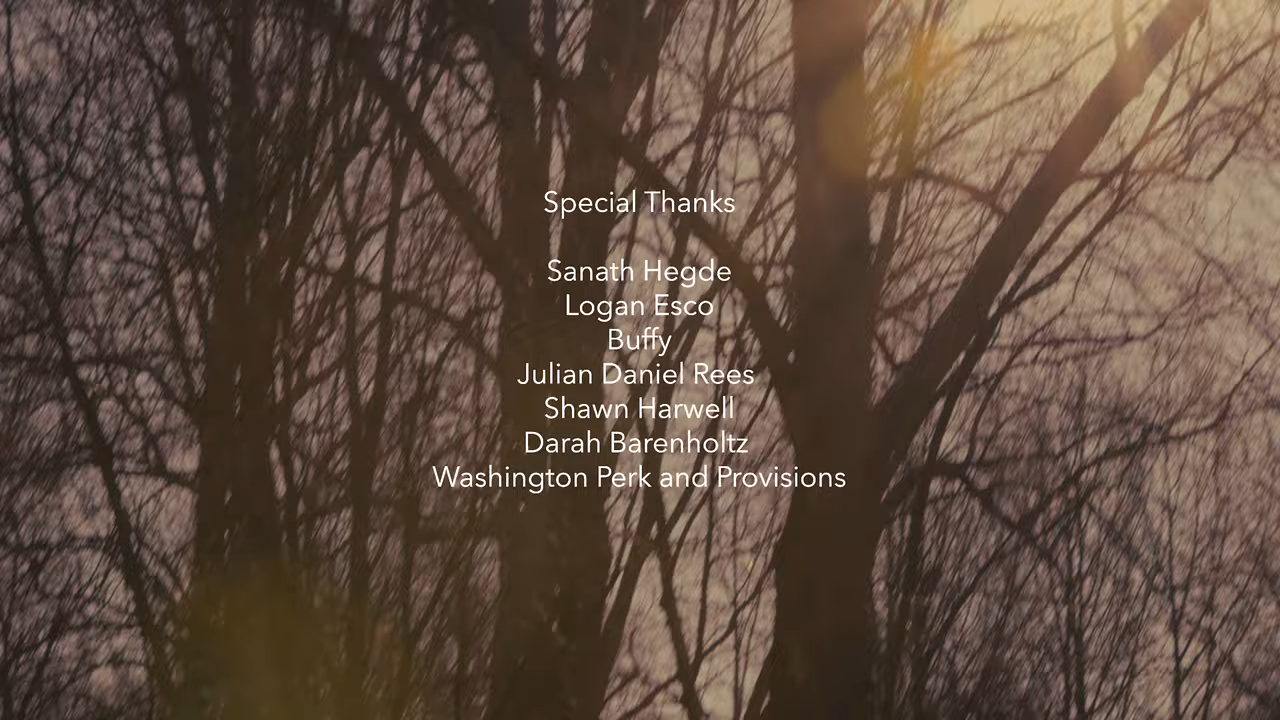 Special Thanks
Sanath Hegde
Logan Esco
Buffy
Julian Daniel Rees
Shawn Harwell
Darah Barenholtz
Washington Perk and Provisions